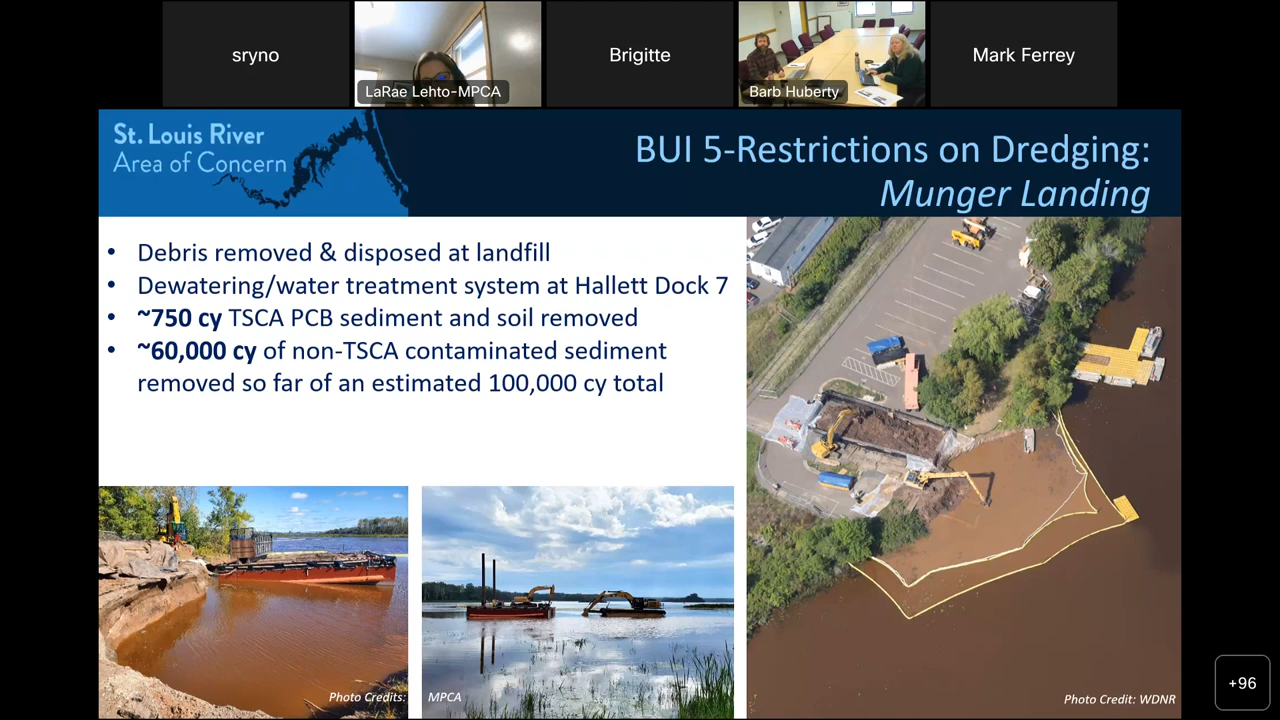 sryno
LaRae Lehto-MPCA
Brigitte
Barb Huberty
Mark Ferrey
St. Louis River
Area of Concern
BUI 5-Restrictions on Dredging:
Munger Landing
• Debris removed & disposed at landfill
• Dewatering/water treatment system at Hallett Dock 7
• ~750 cy TSCA PCB sediment and soil removed
• ~60,000 cy of non-TSCA contaminated sediment
removed so far of an estimated 100,000 cy total
Photo Credits:
MPCA
Photo Credit: WDNR
+96